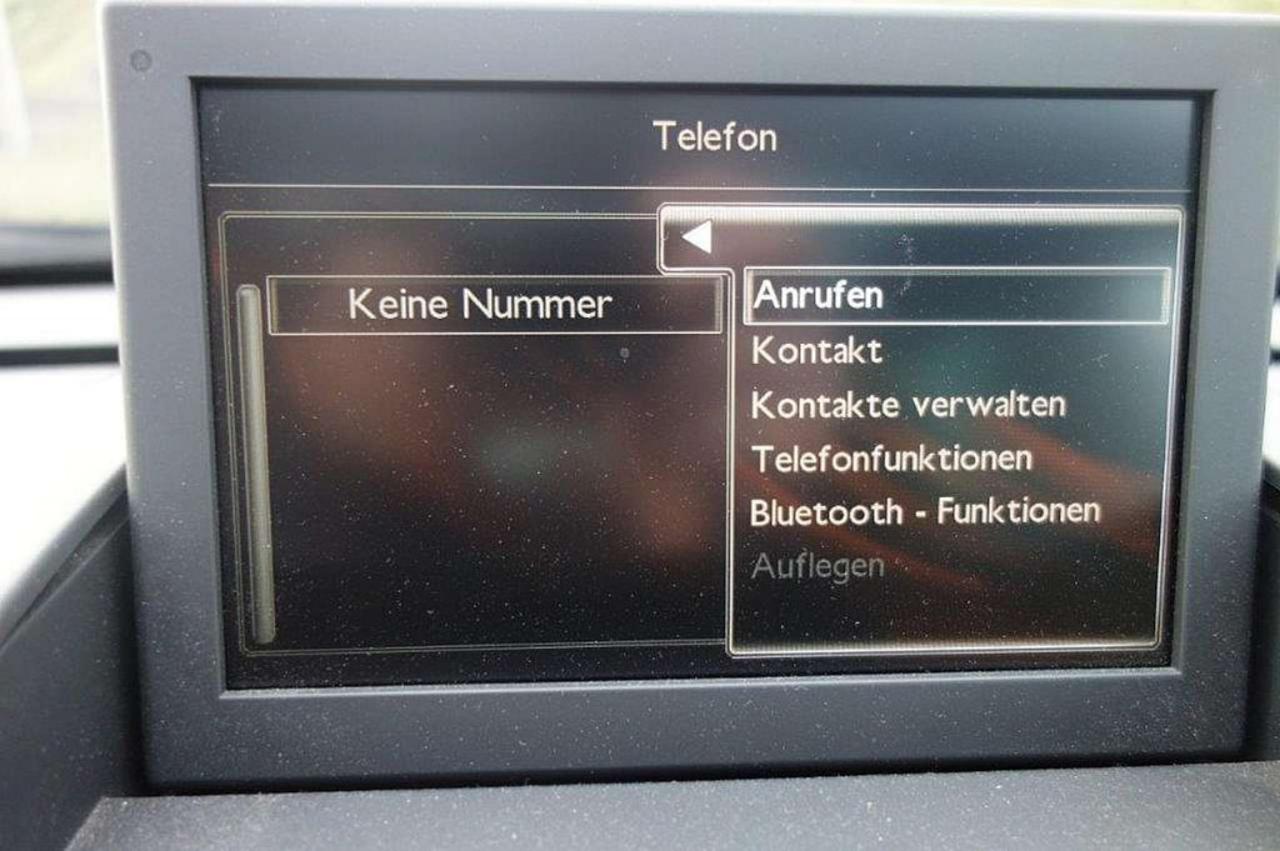 Telefon
Keine Nummer
Anrufen
Kontakt
Kontakte verwalten
Telefonfunktionen
Bluetooth - Funktionen
Auflegen